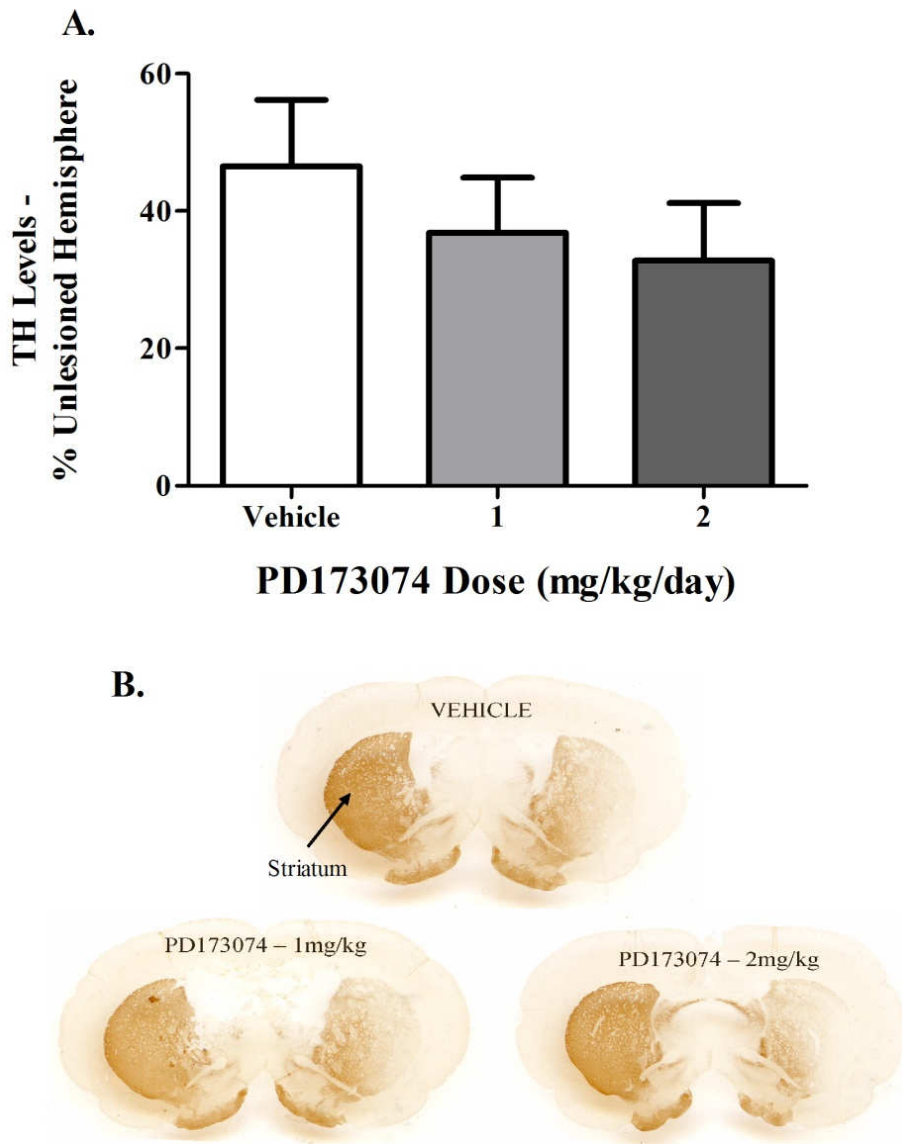 A.
TH Levels -
% Unlesioned Hemisphere
60
40
20
0
Vehicle 1 2
PD173074 Dose (mg/kg/day)
B.
VEHICLE
Striatum
PD173074 – 1mg/kg
PD173074 – 2mg/kg